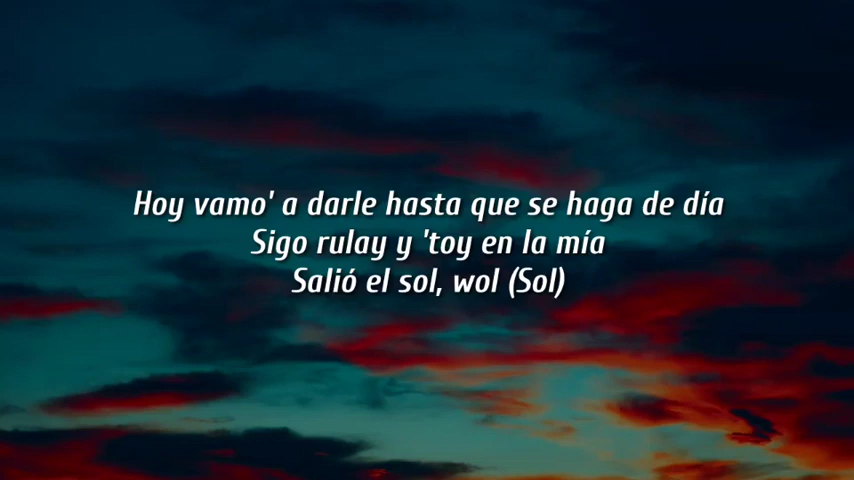 Hoy vamo' a darle hasta que se haga de día
Sigo rulay y 'toy en la mía
Salió el sol, wol (Sol)